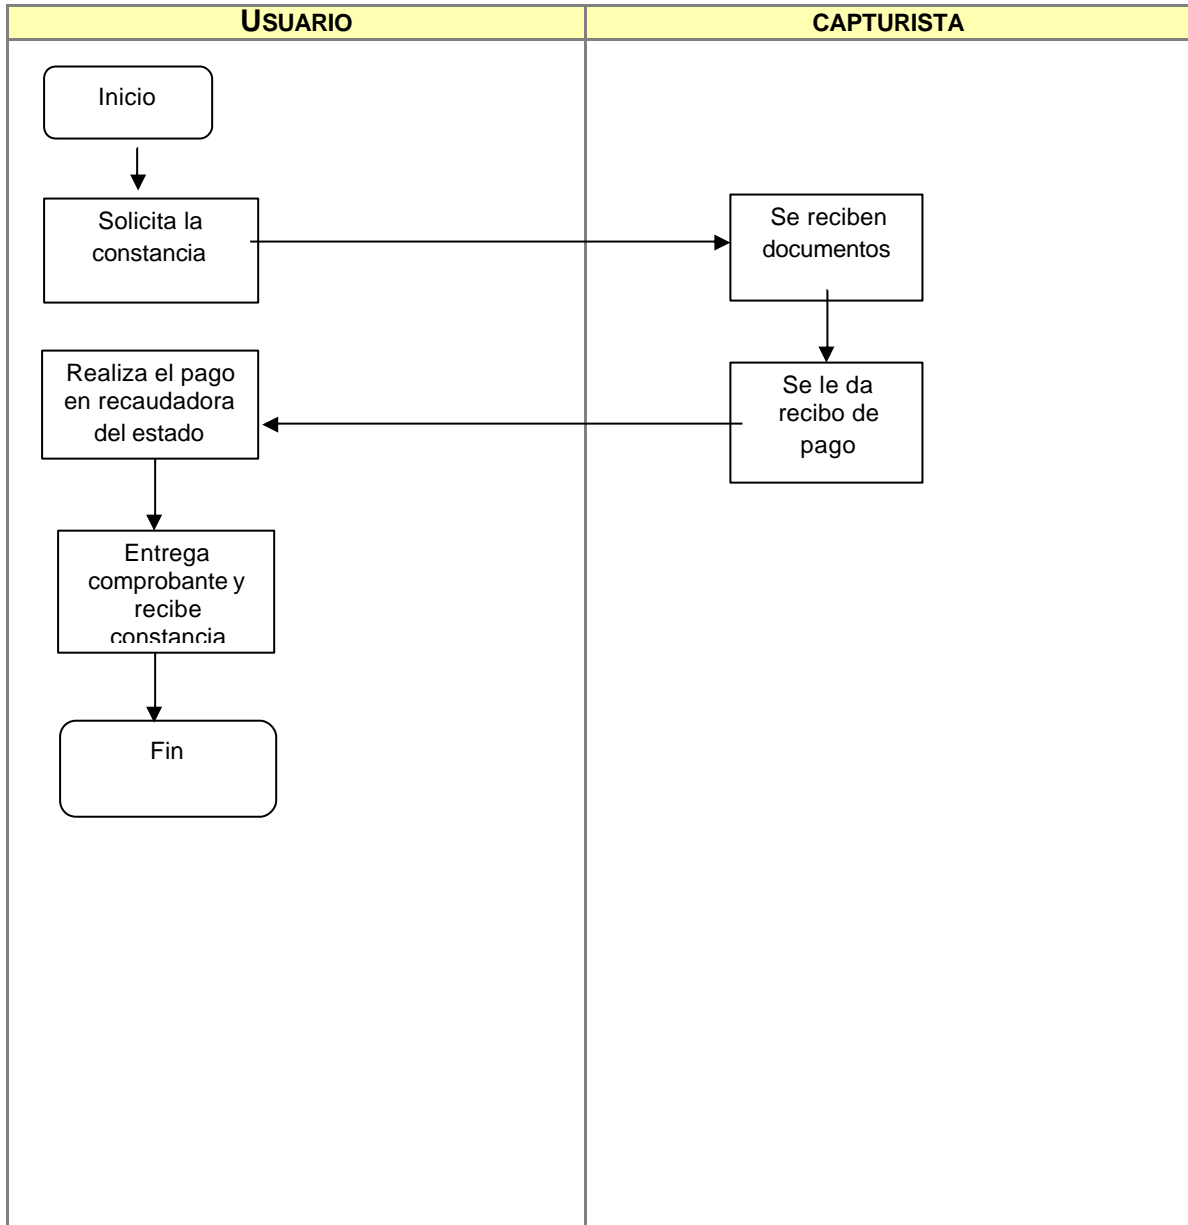 USUARIO
CAPTURISTA
Inicio
Solicita la
constancia
Se reciben
documentos
Realiza el pago
en recaudadora
del estado
Se le da
recibo de
pago
Entrega
comprobante y
recibe
constancia
Fin